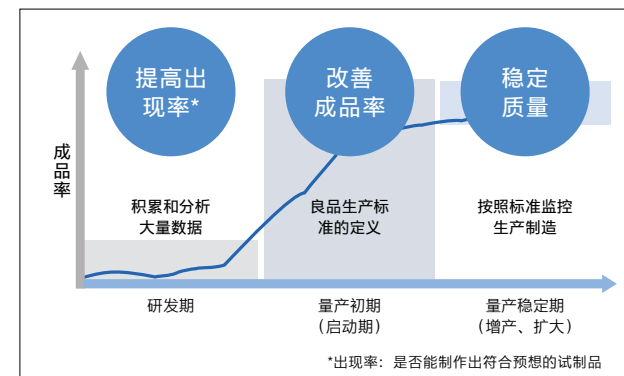 提高出
现率*
改善
成品率
稳定
质量
成品率
积累和分析
大量数据
良品生产标
准的定义
按照标准监控
生产制造
研发期
量产初期
（启动期）
量产稳定期
（增产、扩大）
*出现率：是否能制作出符合预想的试制品